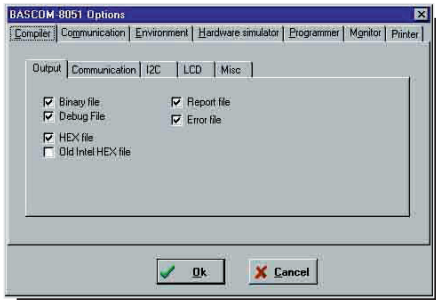 BASCOM-8051 Options
Compiler Communication Environment Hardware simulator Programmer Monitor Printer
Output Communication I2C LCD Misc
Binary file Report file
Debug File Error file
HEX file
Old Intel HEX file
Ok Cancel